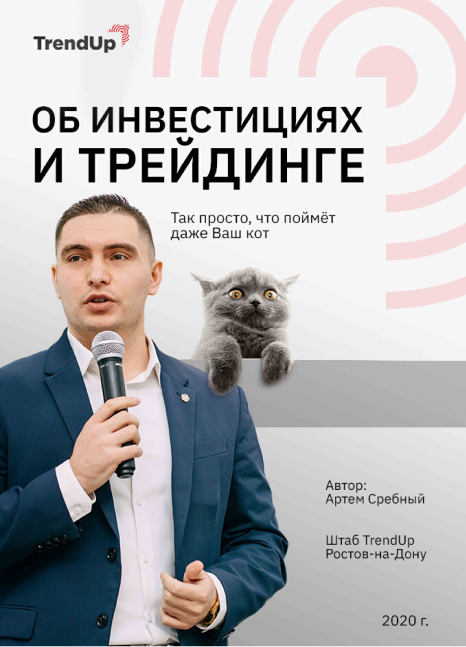 TrendUp
ОБ ИНВЕСТИЦИЯХ
И ТРЕЙДИНГЕ
Так просто, что поймёт
даже Ваш кот
Автор:
Артем Сребный
Штаб TrendUp
Ростов-на-Дону
2020 г.